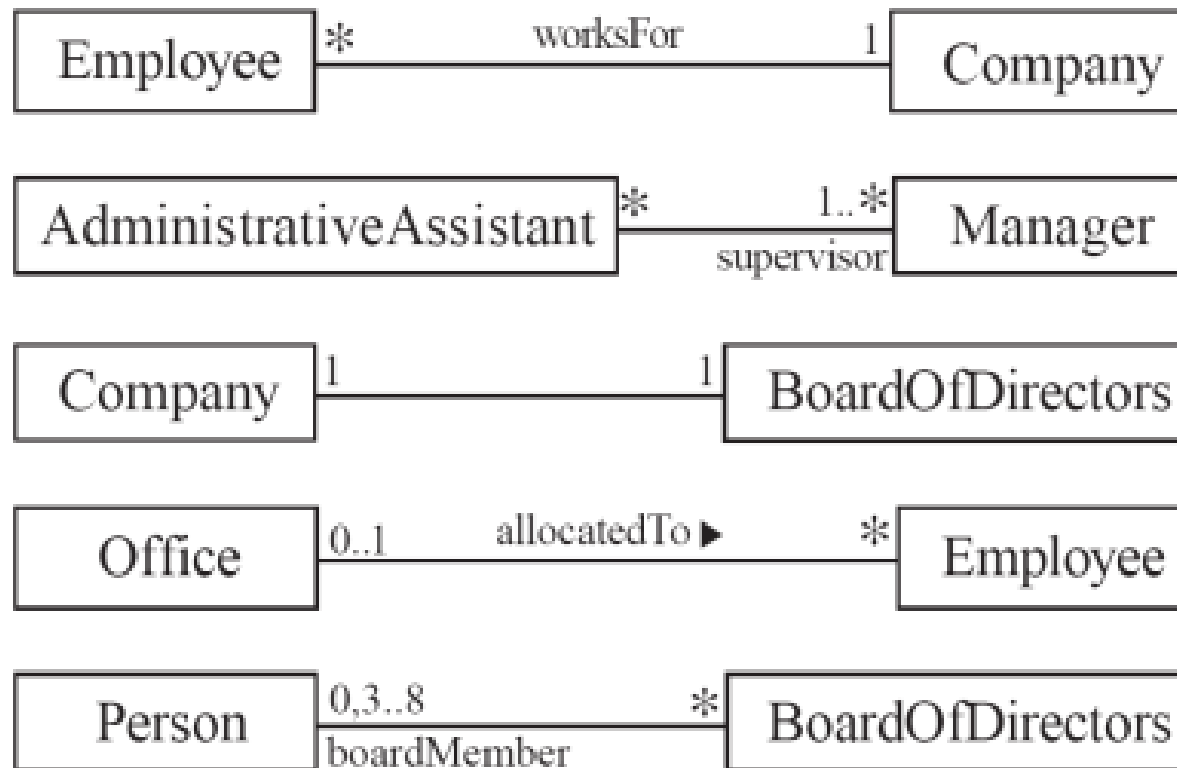 Employee * worksFor 1 Company
AdministrativeAssistant * 1..* Manager
supervisor
Company 1 1 BoardOfDirectors
Office 0..1 allocatedTo ▶ * Employee
Person 0,3..8 * BoardOfDirectors
boardMember